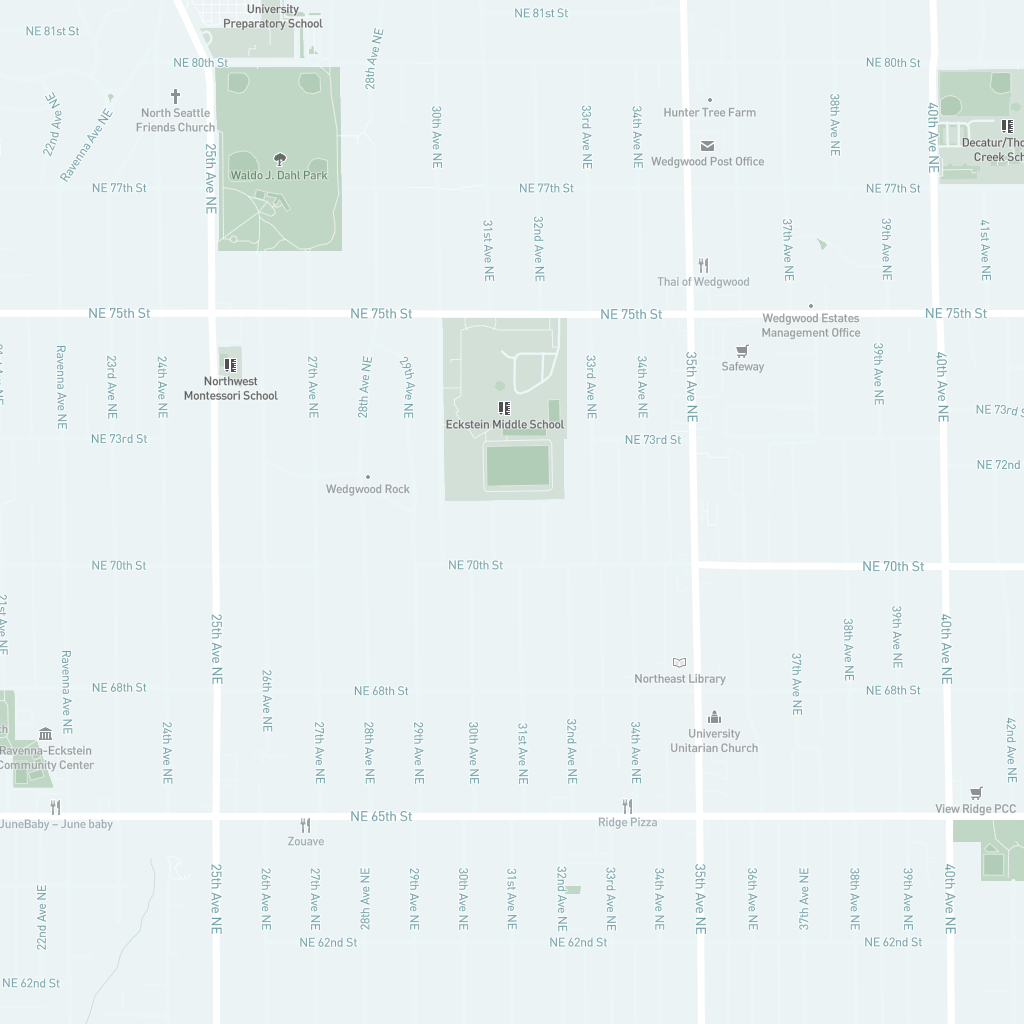 University
Preparatory School
NE 81st St
NE 81st St
NE 80th St
28th Ave NE
NE 80th St
22nd Ave NE
Ravenna Ave NE
North Seattle
Friends Church
25th Ave NE
Waldo J. Dahl Park
30th Ave NE
33rd Ave NE
34th Ave NE
Hunter Tree Farm
Wedgwood Post Office
38th Ave NE
40th Ave NE
Creek Sch
NE 77th St
NE 77th St
NE 77th St
31st Ave NE
32nd Ave NE
37th Ave NE
39th Ave NE
41st Ave NE
Thai of Wedgwood
NE 75th St
NE 75th St
NE 75th St
NE 75th St
Wedgwood Estates
Management Office
Ravenna Ave NE
23rd Ave NE
24th Ave NE
Northwest
Montessori School
27th Ave NE
28th Ave NE
29th Ave NE
33rd Ave NE
34th Ave NE
35th Ave NE
Safeway
39th Ave NE
40th Ave NE
Eckstein Middle School
NE 73rd St
NE 73rd St
NE 73rd S
NE 72nd
Wedgwood Rock
NE 70th St
NE 70th St
NE 70th St
21st Ave NE
25th Ave NE
38th Ave NE
39th Ave NE
40th Ave NE
Ravenna Ave NE
26th Ave NE
37th Ave NE
Northeast Library
NE 68th St
NE 68th St
NE 68th St
Ravenna-Eckstein
Community Center
24th Ave NE
27th Ave NE
28th Ave NE
29th Ave NE
30th Ave NE
31st Ave NE
32nd Ave NE
34th Ave NE
University
Unitarian Church
42nd Ave NE
View Ridge PCC
JuneBaby – June baby
NE 65th St
Ridge Pizza
Zouave
22nd Ave NE
25th Ave NE
26th Ave NE
27th Ave NE
28th Ave NE
29th Ave NE
30th Ave NE
31st Ave NE
32nd Ave NE
33rd Ave NE
34th Ave NE
35th Ave NE
36th Ave NE
37th Ave NE
38th Ave NE
39th Ave NE
40th Ave NE
NE 62nd St
NE 62nd St
NE 62nd St
NE 62nd St